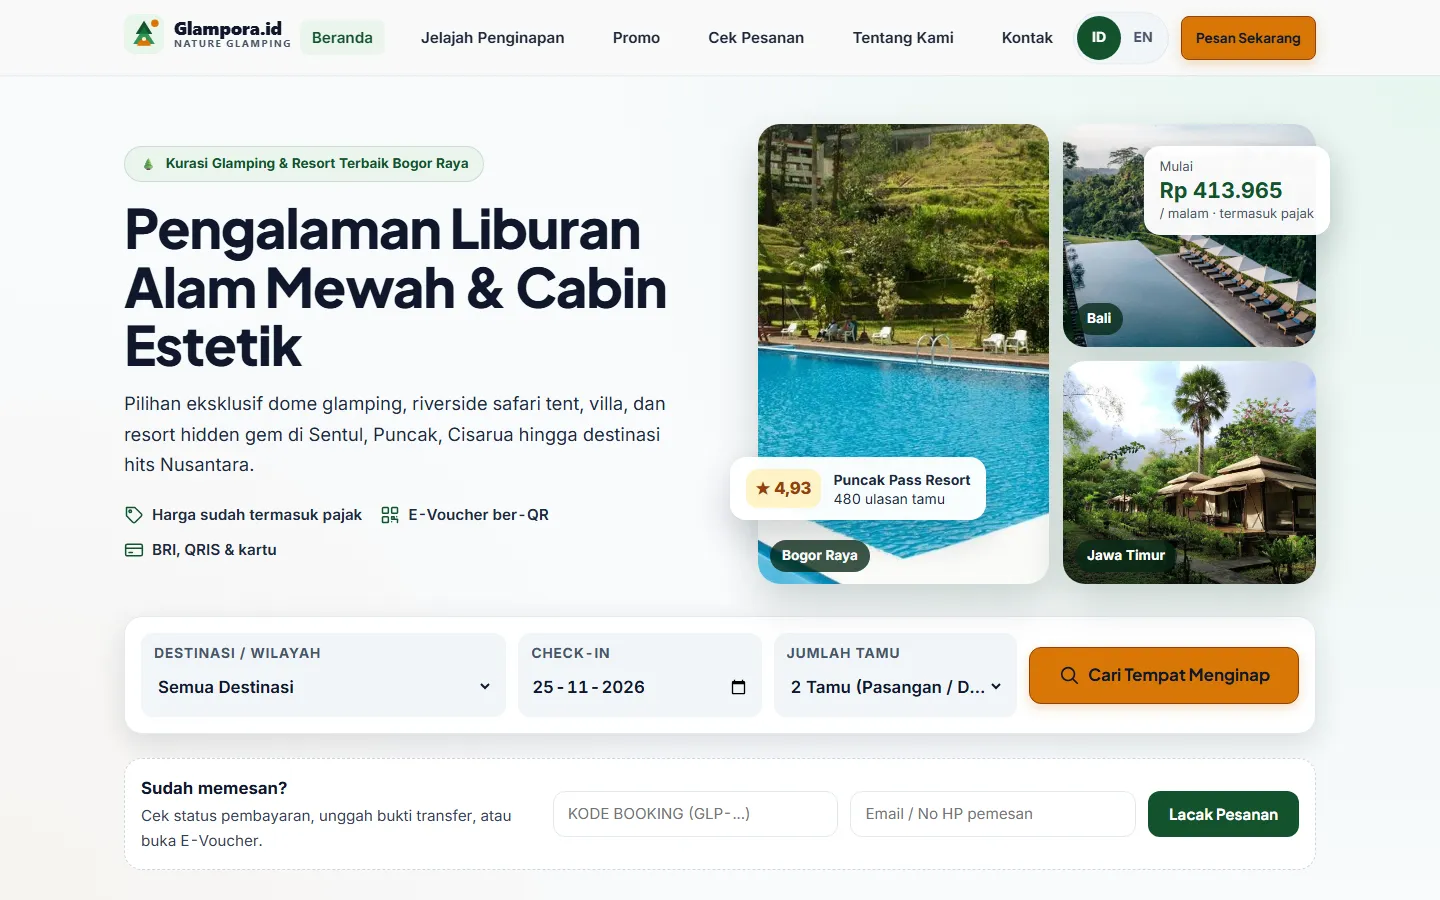 Glampora.id
NATURE GLAMPING
Beranda
Jelajah Penginapan
Promo
Cek Pesanan
Tentang Kami
Kontak
ID
EN
Pesan Sekarang
Kurasi Glamping & Resort Terbaik Bogor Raya
Pengalaman Liburan
Alam Mewah & Cabin
Estetik
Pilihan eksklusif dome glamping, riverside safari tent, villa, dan
resort hidden gem di Sentul, Puncak, Cisarua hingga destinasi
hits Nusantara.
Harga sudah termasuk pajak
E-Voucher ber-QR
BRI, QRIS & kartu
Mulai
Rp 413.965
/ malam · termasuk pajak
Bali
★ 4,93
Puncak Pass Resort
480 ulasan tamu
Bogor Raya
Jawa Timur
DESTINASI / WILAYAH
Semua Destinasi
CHECK-IN
25-11-2026
JUMLAH TAMU
2 Tamu (Pasangan / D...
Cari Tempat Menginap
Sudah memesan?
Cek status pembayaran, unggah bukti transfer, atau
buka E-Voucher.
KODE BOOKING (GLP-...)
Email / No HP pemesan
Lacak Pesanan